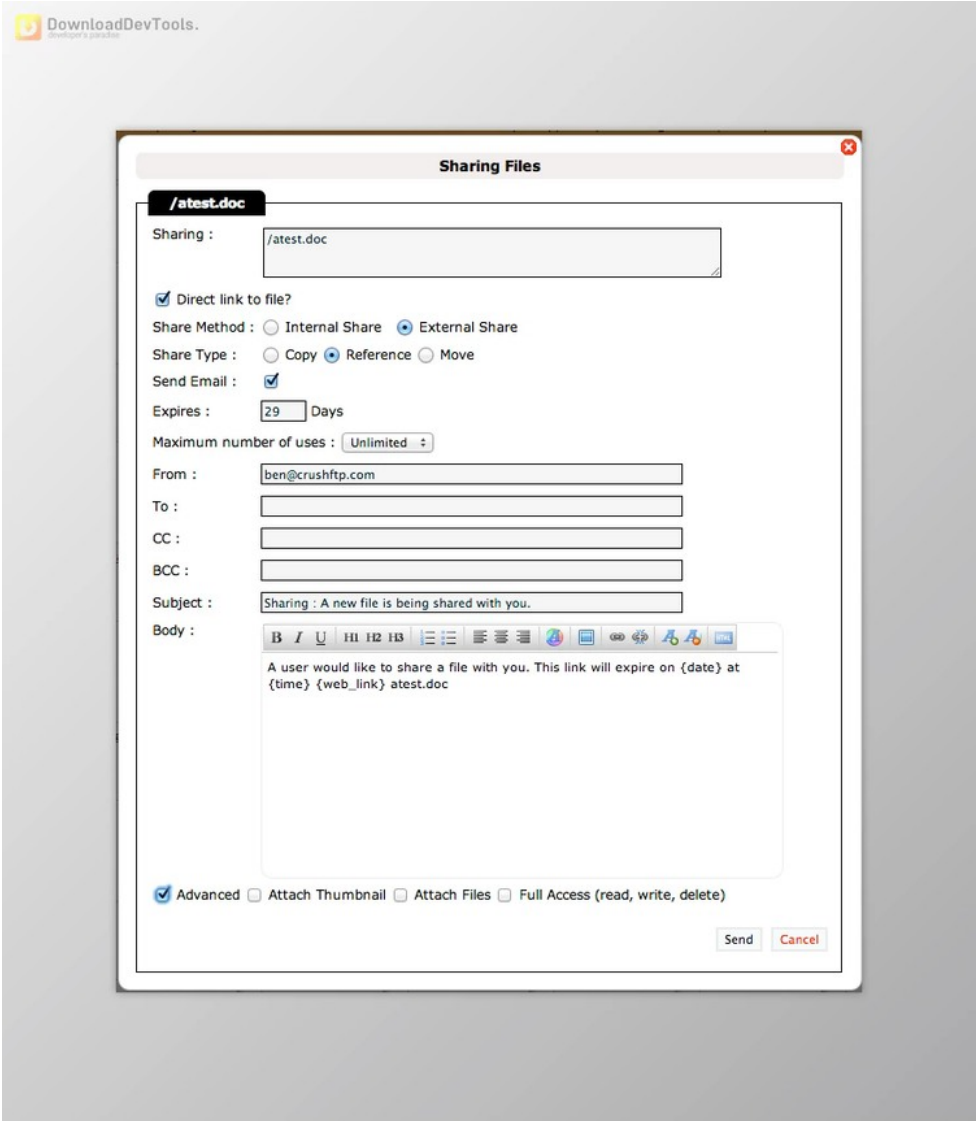 DownloadDevTools.
developer's paradise
Sharing Files
/atest.doc
Sharing :
/atest.doc
Direct link to file?
Share Method : Internal Share External Share
Share Type : Copy Reference Move
Send Email :
Expires : 29 Days
Maximum number of uses : Unlimited
From : ben@crushftp.com
To :
CC :
BCC :
Subject : Sharing : A new file is being shared with you.
Body :
B I U H1 H2 H3
A user would like to share a file with you. This link will expire on {date} at
{time} {web_link} atest.doc
Advanced Attach Thumbnail Attach Files Full Access (read, write, delete)
Send Cancel